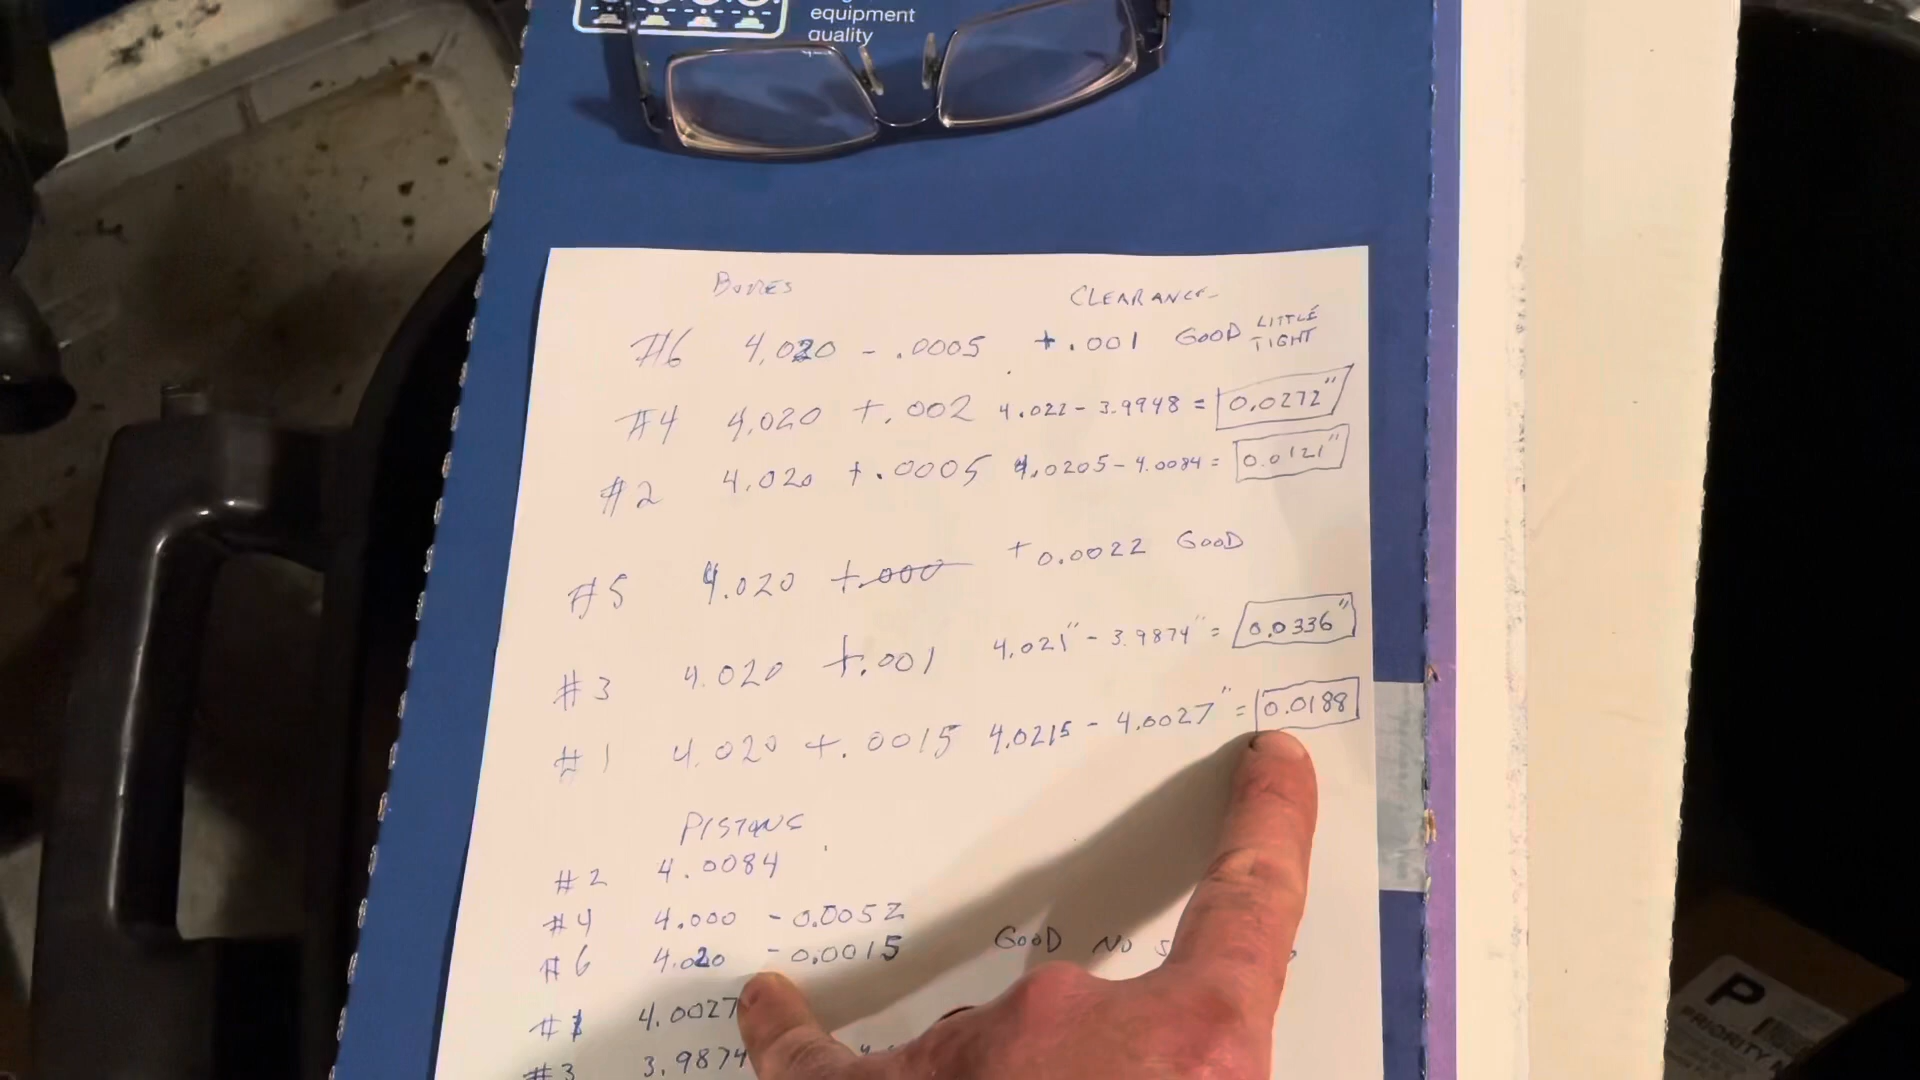 equipment
quality
BORES CLEARANCE
#6 4.020 - .0005 +.001 GOOD LITTLE TIGHT
#4 4.020 +.002 4.022 - 3.9948 = 0.0272"
#2 4.020 +.0005 4.0205 - 4.0084 = 0.0121"
#5 4.020 +.000 +0.0022 GOOD
#3 4.020 +.001 4.021" - 3.9874" = 0.0336"
#1 4.020 +.0015 4.0215 - 4.0027" = 0.0188
PISTONS
#2 4.0084
#4 4.000 - 0.0052
#6 4.020 - 0.0015 GOOD NO
#1 4.0027
#3 3.9874
P
PRIORITY